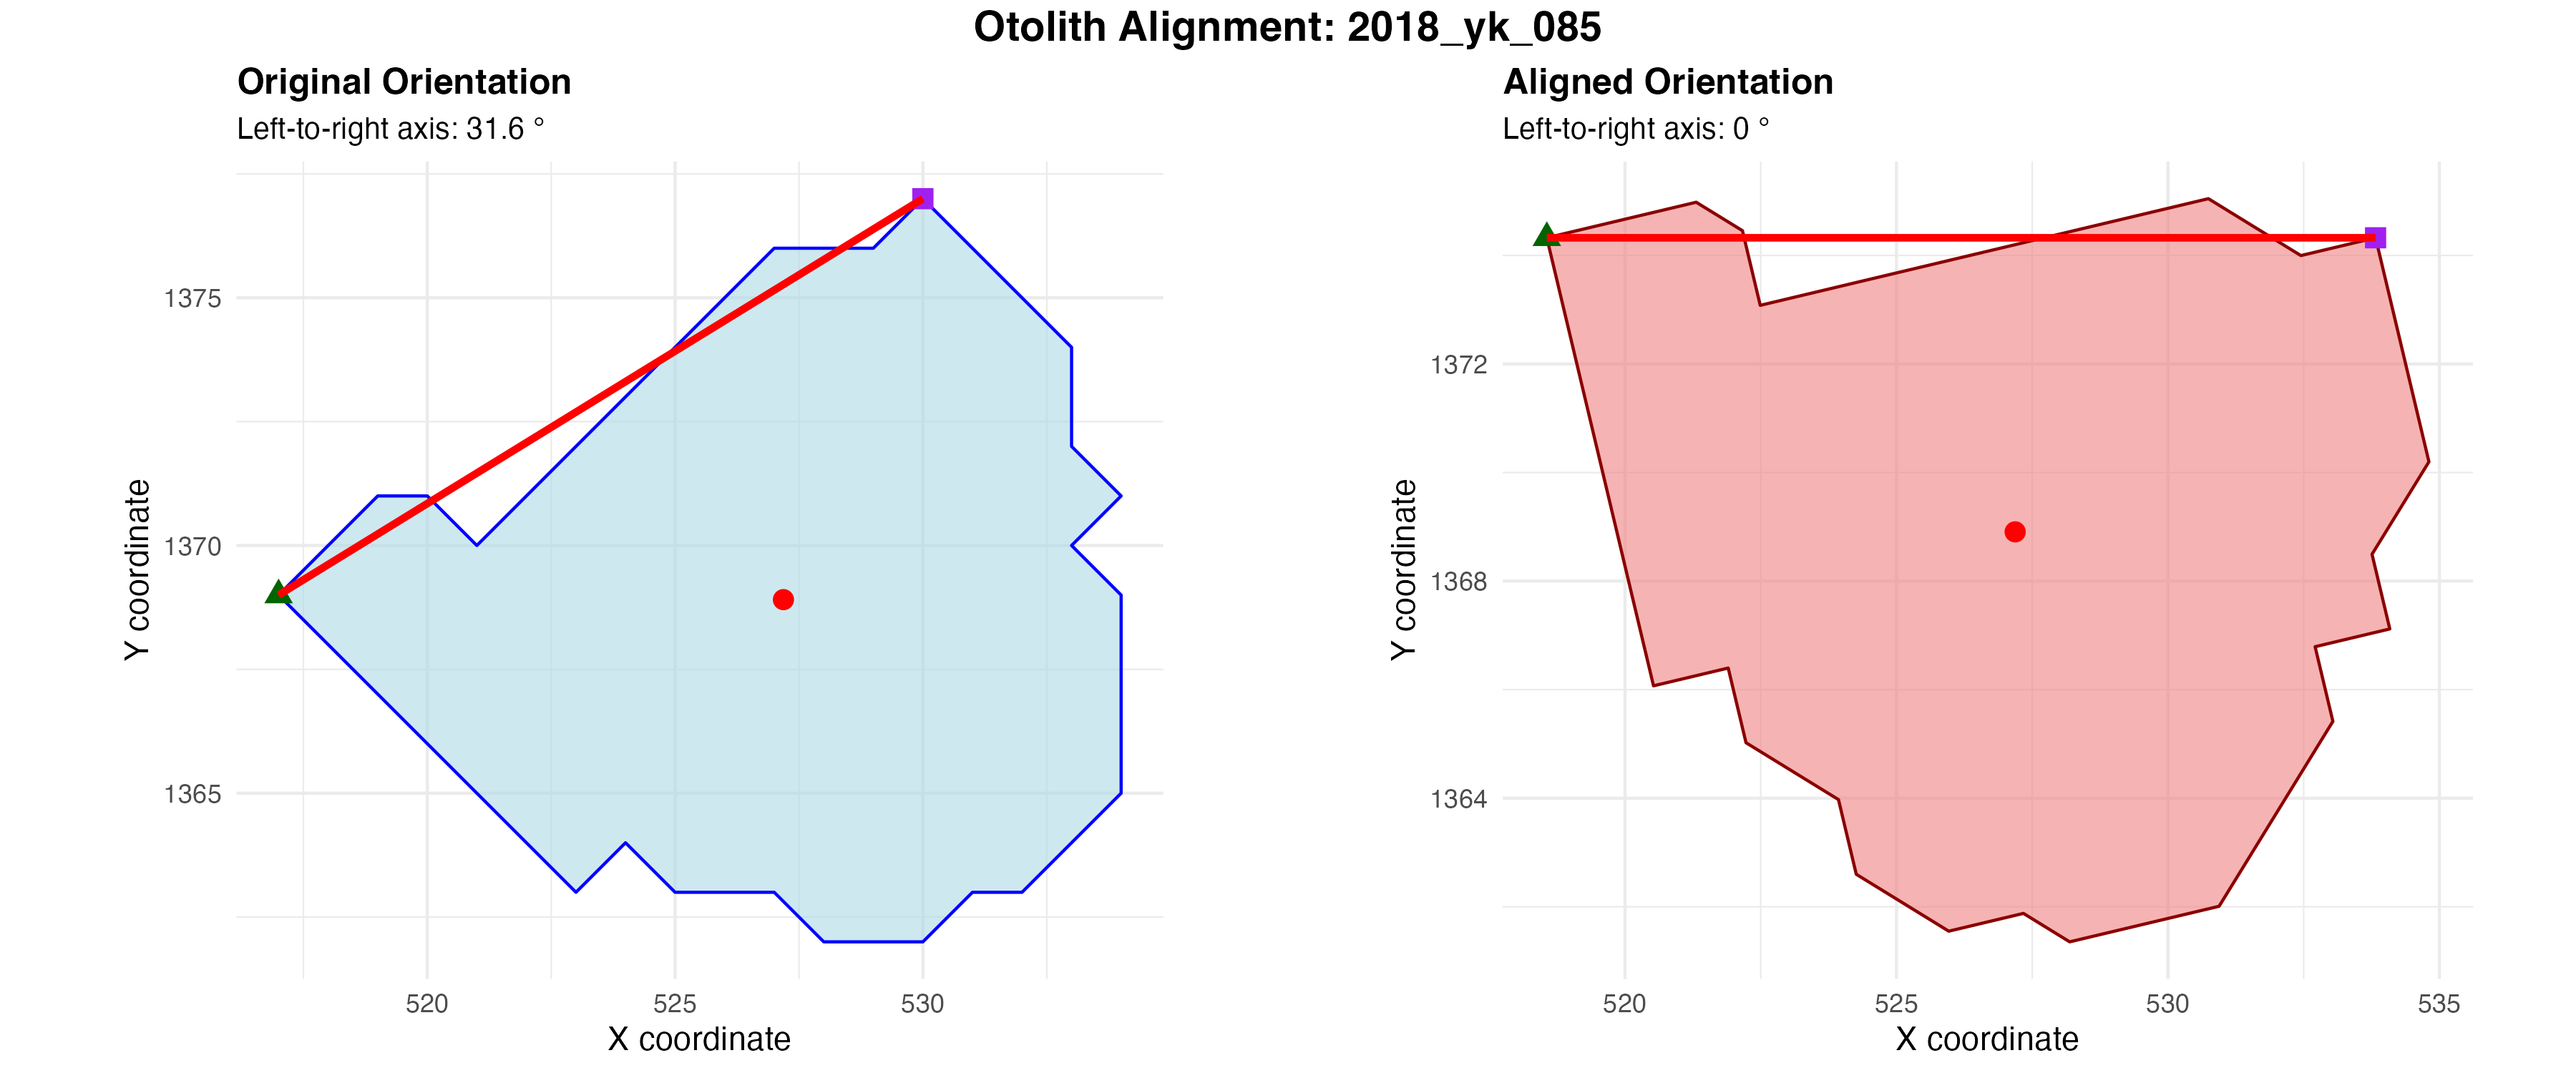 Otolith Alignment: 2018_yk_085
Original Orientation
Left-to-right axis: 31.6 °
1375
1370
1365
Y coordinate
520
525
530
X coordinate
Aligned Orientation
Left-to-right axis: 0 °
1372
1368
1364
Y coordinate
520
525
530
535
X coordinate